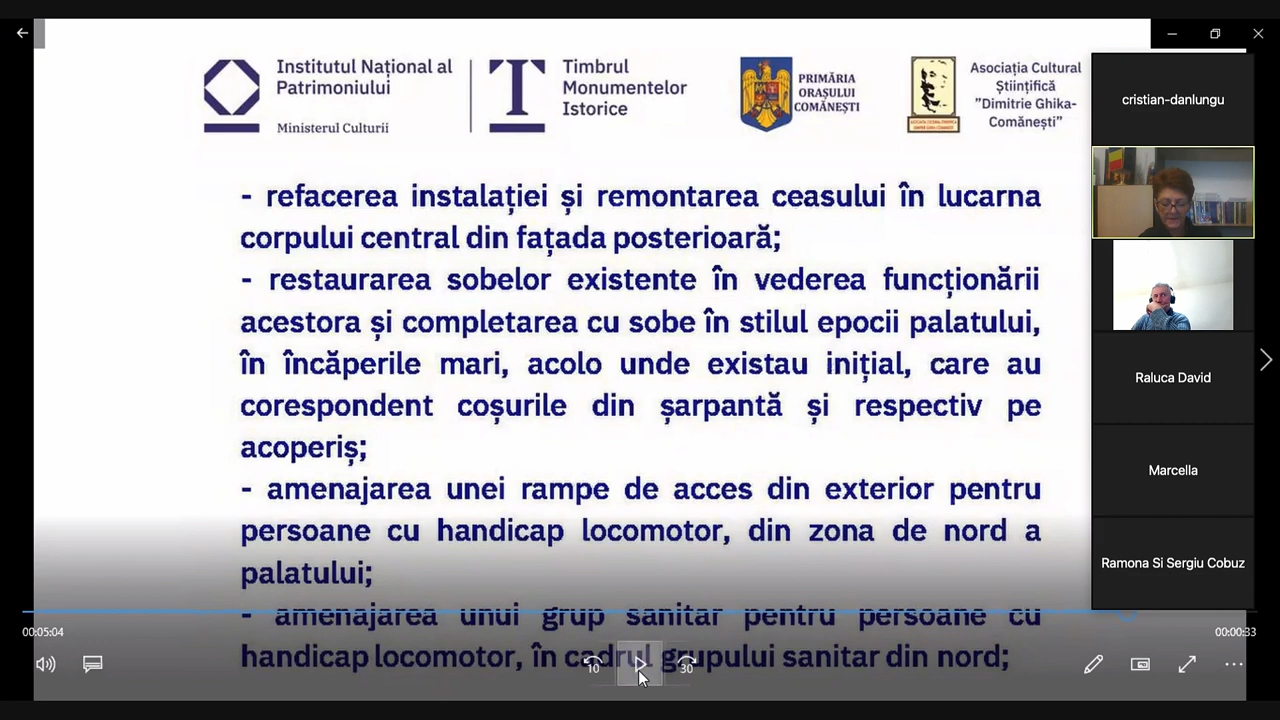 Institutul Național al
Patrimoniului
Ministerul Culturii
Timbrul
Monumentelor
Istorice
PRIMĂRIA
ORAȘULUI
COMĂNEȘTI
Asociația Cultural
Științifică
”Dimitrie Ghika-
Comănești”
- refacerea instalației și remontarea ceasului în lucarna
corpului central din fațada posterioară;
- restaurarea sobelor existente în vederea funcționării
acestora și completarea cu sobe în stilul epocii palatului,
în încăperile mari, acolo unde existau inițial, care au
corespondent coșurile din șarpantă și respectiv pe
acoperiș;
- amenajarea unei rampe de acces din exterior pentru
persoane cu handicap locomotor, din zona de nord a
palatului;
- amenajarea unui grup sanitar pentru persoane cu
handicap locomotor, în cadrul grupului sanitar din nord;
cristian-danlungu
Raluca David
Marcella
Ramona Si Sergiu Cobuz
00:05:04
00:00:33
10
30